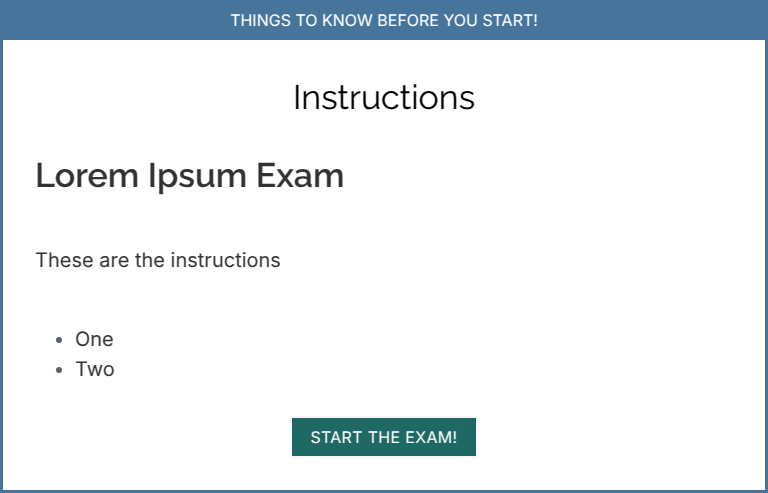 THINGS TO KNOW BEFORE YOU START!
Instructions
Lorem Ipsum Exam
These are the instructions
• One
• Two
START THE EXAM!